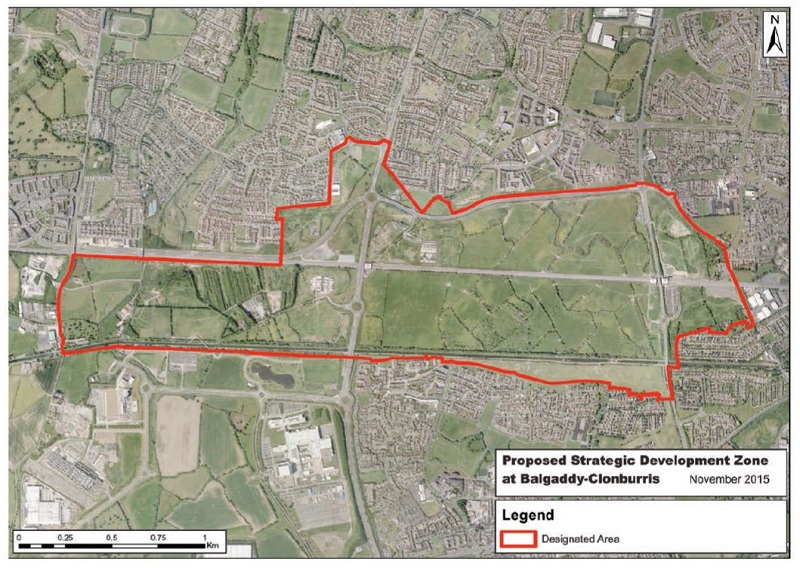 N
Proposed Strategic Development Zone
at Balgaddy-Clonburris November 2015
Legend
Designated Area
0 0.25 0.5 0.75 1
Km